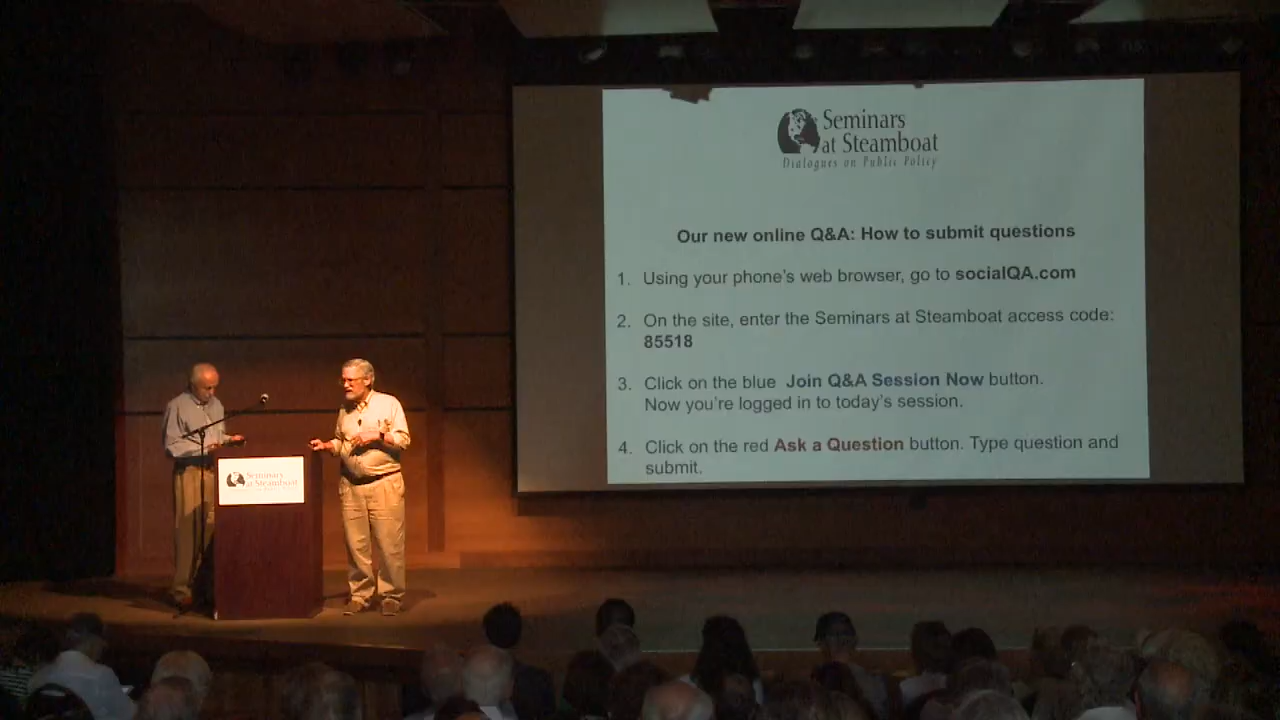 Seminars
at Steamboat
Dialogues on Public Policy
Our new online Q&A: How to submit questions
1. Using your phone's web browser, go to socialQA.com
2. On the site, enter the Seminars at Steamboat access code:
85518
3. Click on the blue Join Q&A Session Now button.
Now you're logged in to today's session.
4. Click on the red Ask a Question button. Type question and
submit.
Seminars
at Steamboat